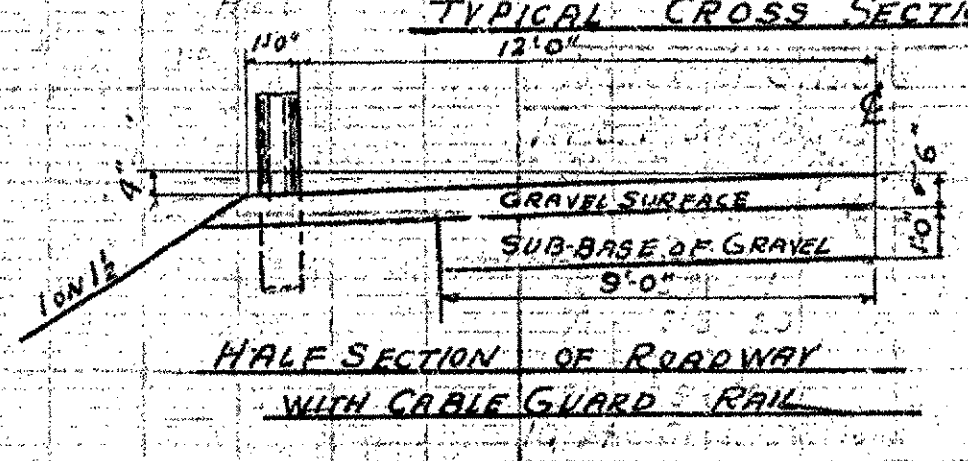 TYPICAL CROSS SECTIO
1'0"
12'0"
℄
4"
6"
GRAVEL SURFACE
1'0"
SUB-BASE OF GRAVEL
1 ON 1½
9'-0"
HALF SECTION OF ROADWAY
WITH CABLE GUARD RAIL